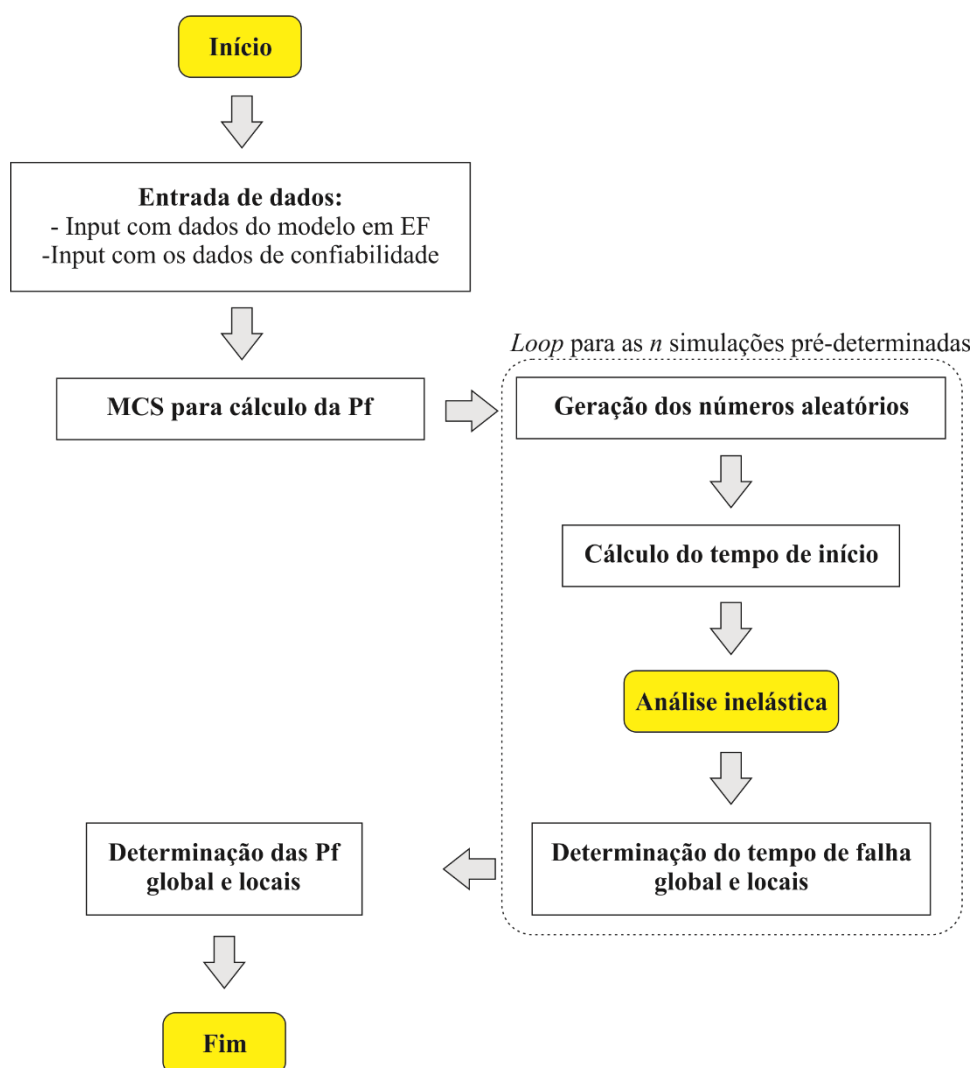 Início
Entrada de dados:
- Input com dados do modelo em EF
-Input com os dados de confiabilidade
MCS para cálculo da Pf
Loop para as n simulações pré-determinadas
Geração dos números aleatórios
Cálculo do tempo de início
Análise inelástica
Determinação do tempo de falha
global e locais
Determinação das Pf
global e locais
Fim